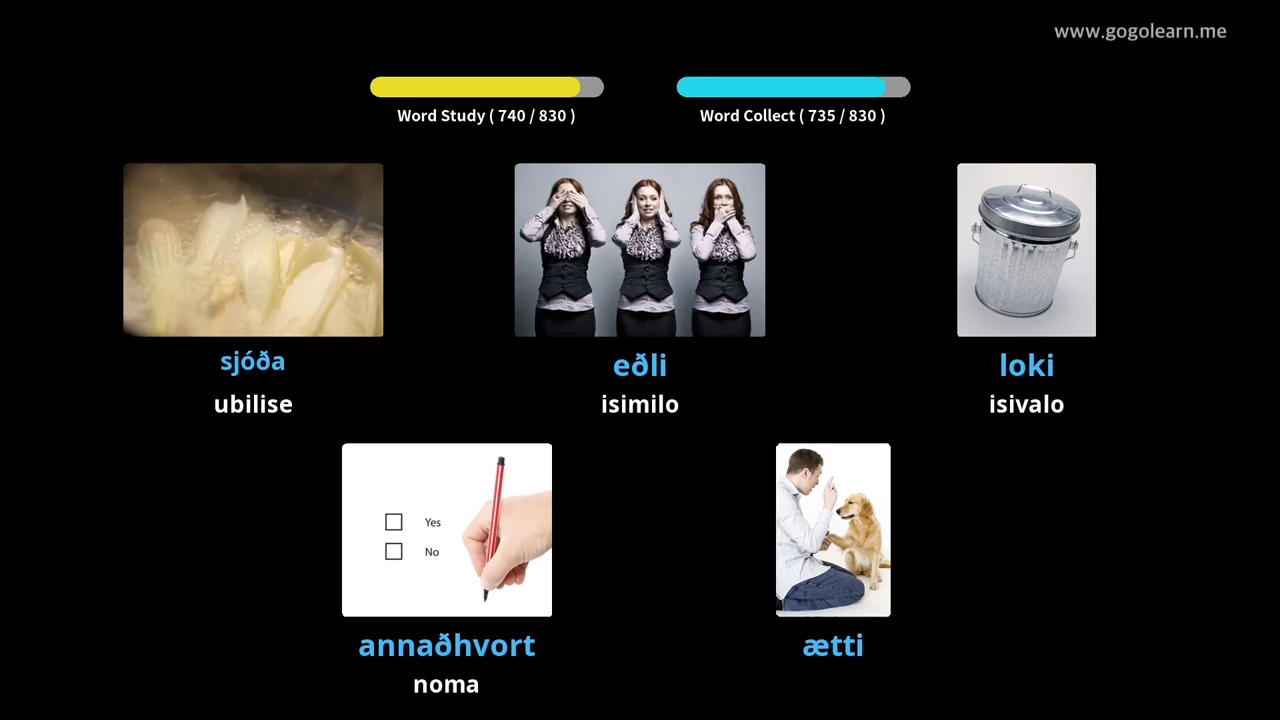 www.gogolearn.me
Word Study ( 740 / 830 )
Word Collect ( 735 / 830 )
sjóða
ubilise
eðli
isimilo
loki
isivalo
Yes
No
annaðhvort
noma
ætti